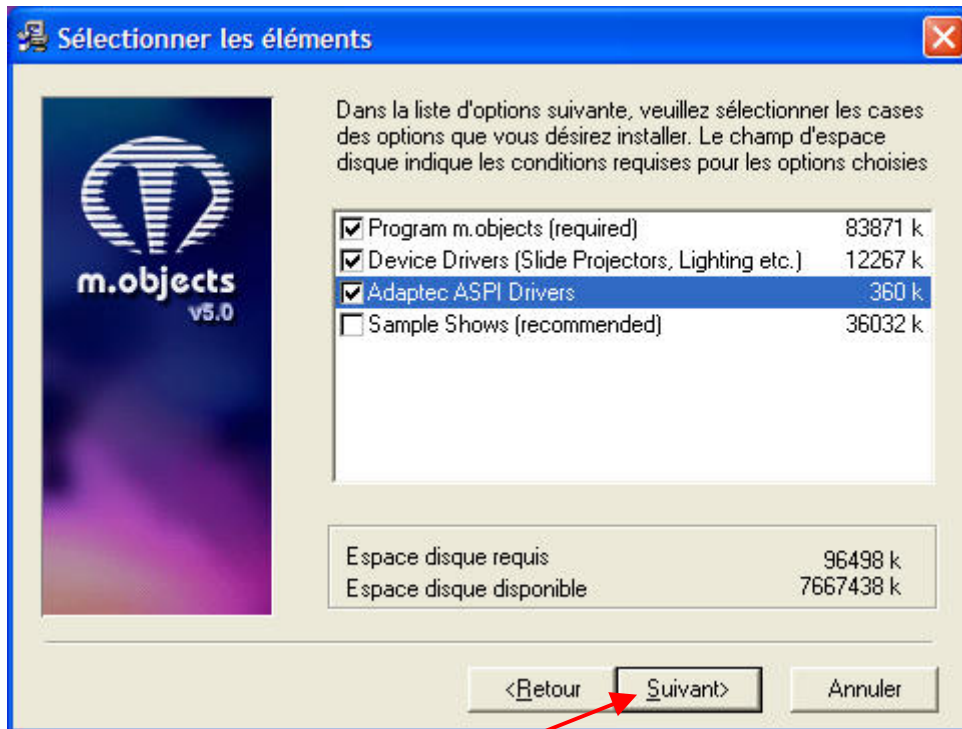 Sélectionner les éléments
m.objects
v5.0
Dans la liste d'options suivante, veuillez sélectionner les cases
des options que vous désirez installer. Le champ d'espace
disque indique les conditions requises pour les options choisies
Program m.objects (required) 83871 k
Device Drivers (Slide Projectors, Lighting etc.) 12267 k
Adaptec ASPI Drivers 360 k
Sample Shows (recommended) 36032 k
Espace disque requis 96498 k
Espace disque disponible 7667438 k
<Retour Suivant> Annuler